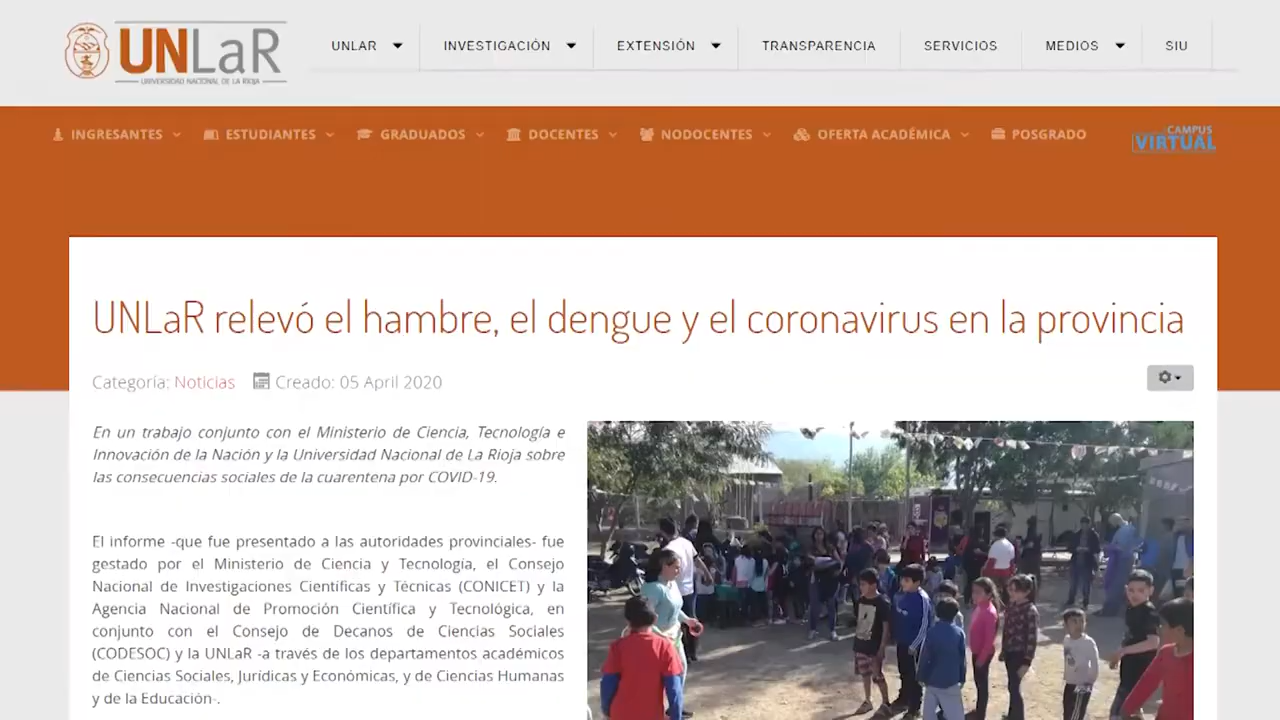 UNLaR
UNIVERSIDAD NACIONAL DE LA RIOJA
UNLAR INVESTIGACIÓN EXTENSIÓN TRANSPARENCIA SERVICIOS MEDIOS SIU
INGRESANTES ESTUDIANTES GRADUADOS DOCENTES NODOCENTES OFERTA ACADÉMICA POSGRADO
CAMPUS
VIRTUAL
UNLaR relevó el hambre, el dengue y el coronavirus en la provincia
Categoría: Noticias Creado: 05 April 2020
En un trabajo conjunto con el Ministerio de Ciencia, Tecnología e
Innovación de la Nación y la Universidad Nacional de La Rioja sobre
las consecuencias sociales de la cuarentena por COVID-19.
El informe -que fue presentado a las autoridades provinciales- fue
gestado por el Ministerio de Ciencia y Tecnología, el Consejo
Nacional de Investigaciones Científicas y Técnicas (CONICET) y la
Agencia Nacional de Promoción Científica y Tecnológica, en
conjunto con el Consejo de Decanos de Ciencias Sociales
(CODESOC) y la UNLaR -a través de los departamentos académicos
de Ciencias Sociales, Jurídicas y Económicas, y de Ciencias Humanas
y de la Educación-.